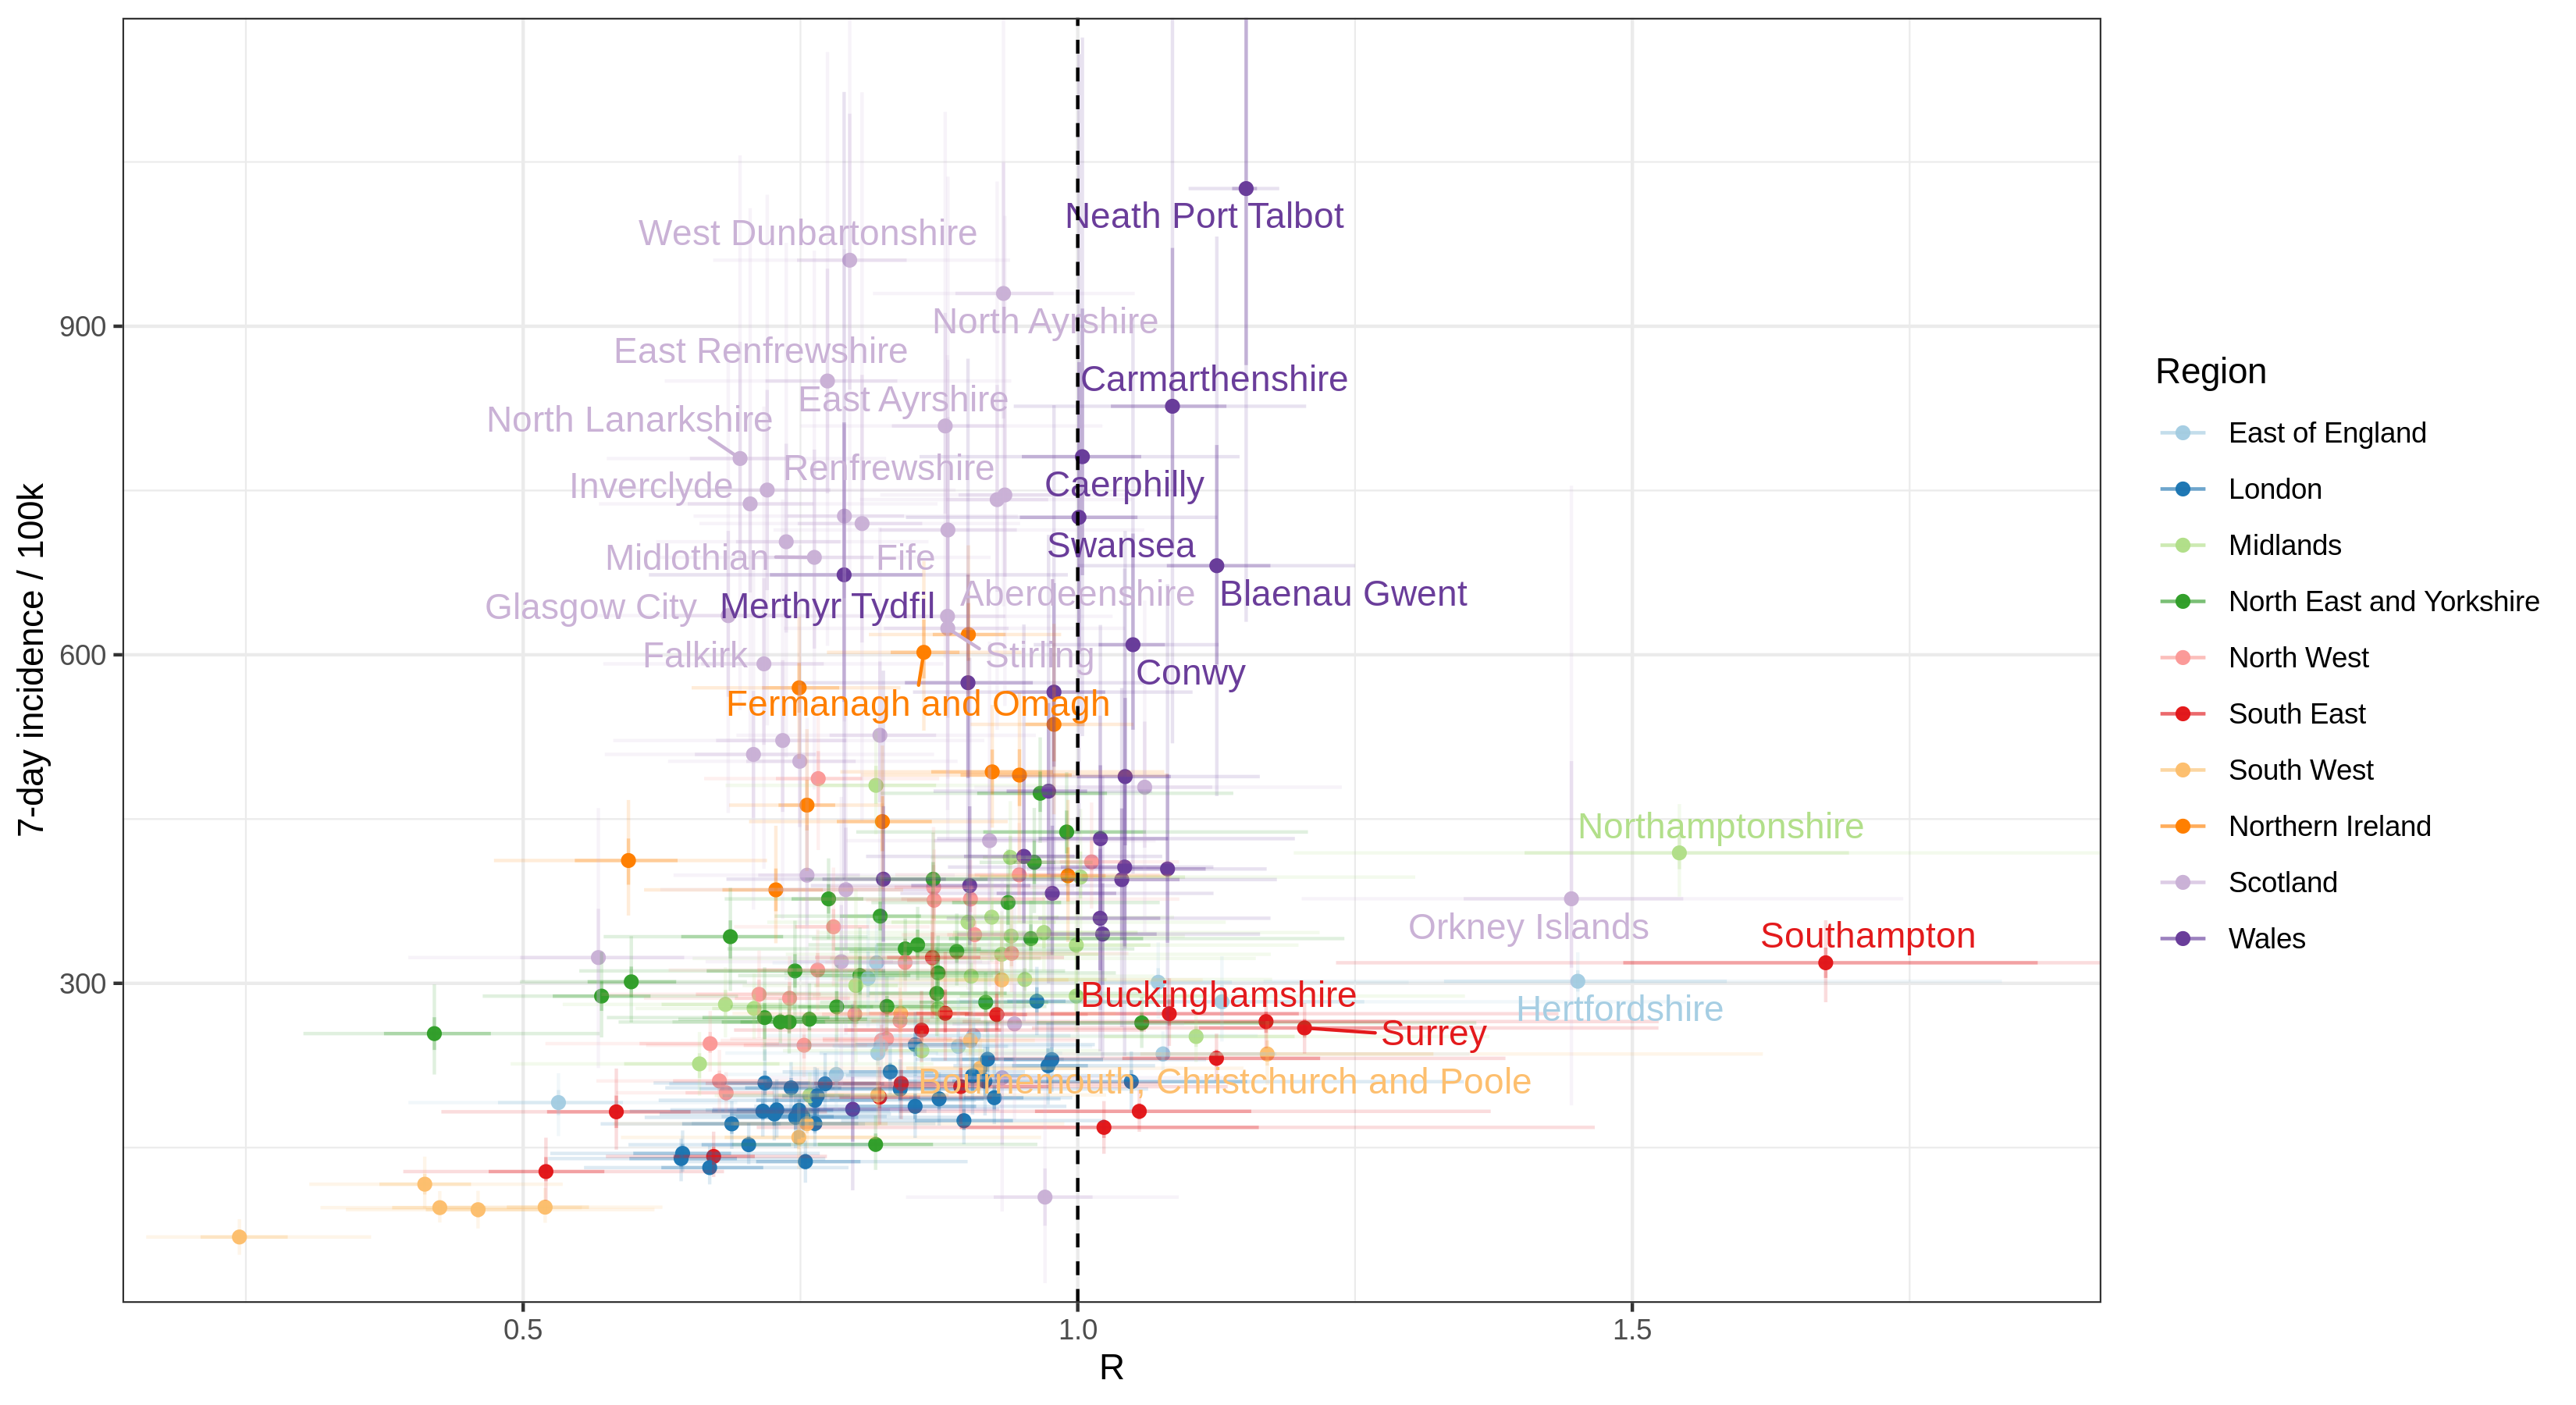 Neath Port Talbot
West Dunbartonshire
North Ayrshire
East Renfrewshire
Carmarthenshire
East Ayrshire
North Lanarkshire
Renfrewshire
Inverclyde
Caerphilly
Swansea
Midlothian
Fife
Aberdeenshire
Blaenau Gwent
Glasgow City
Merthyr Tydfil
Falkirk
Stirling
Conwy
Fermanagh and Omagh
Northamptonshire
Orkney Islands
Southampton
Buckinghamshire
Hertfordshire
Surrey
Bournemouth, Christchurch and Poole
900
600
300
7-day incidence / 100k
0.5
1.0
1.5
R
Region
East of England
London
Midlands
North East and Yorkshire
North West
South East
South West
Northern Ireland
Scotland
Wales